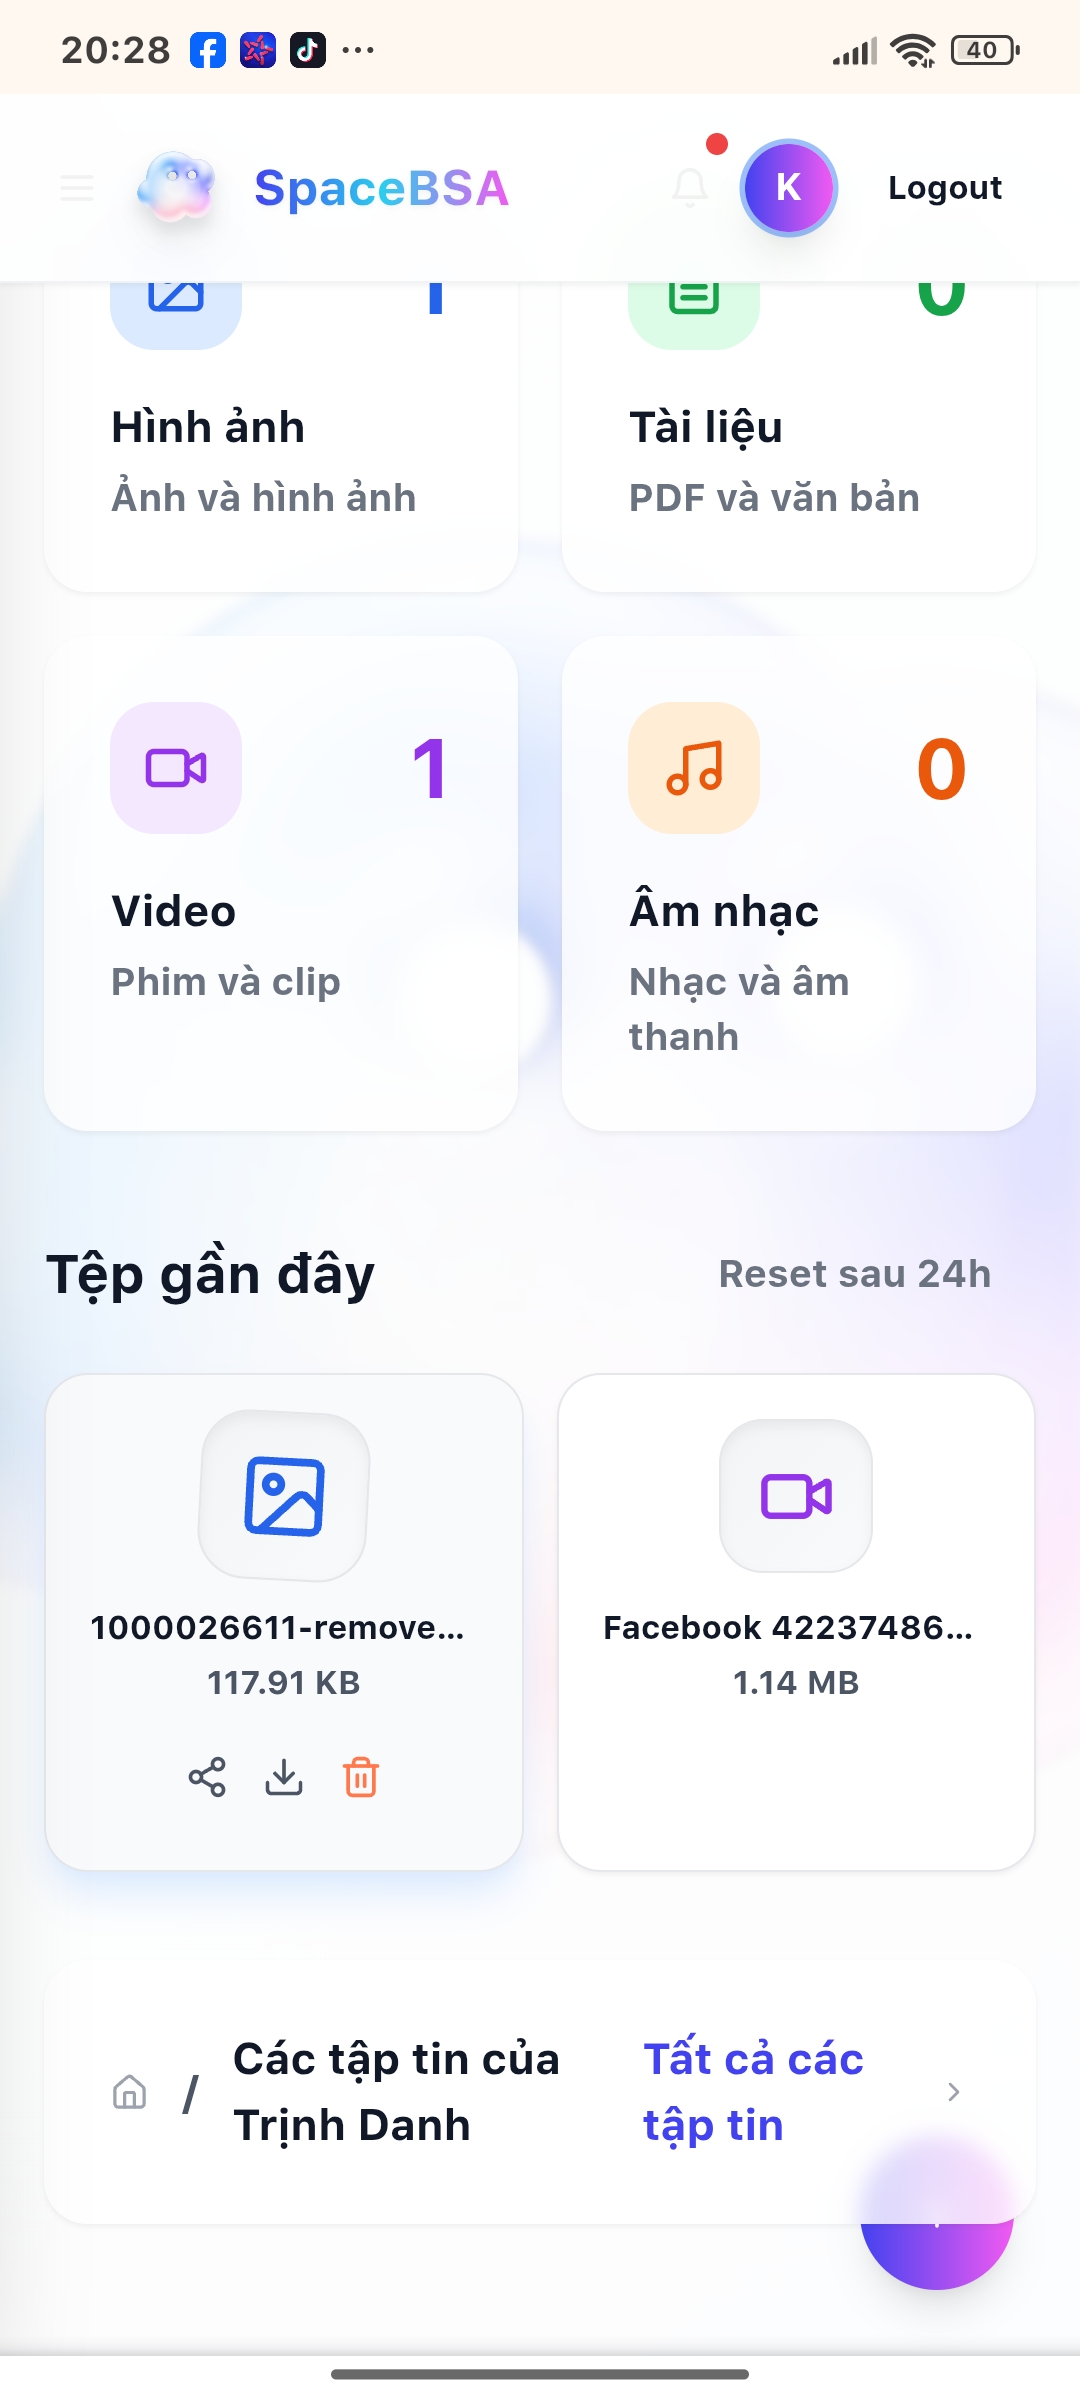 20:28
40
SpaceBSA
K
Logout
1
0
Hình ảnh
Ảnh và hình ảnh
Tài liệu
PDF và văn bản
1
Video
Phim và clip
0
Âm nhạc
Nhạc và âm
thanh
Tệp gần đây
Reset sau 24h
1000026611-remove...
117.91 KB
Facebook 42237486...
1.14 MB
/
Các tập tin của
Trịnh Danh
Tất cả các
tập tin